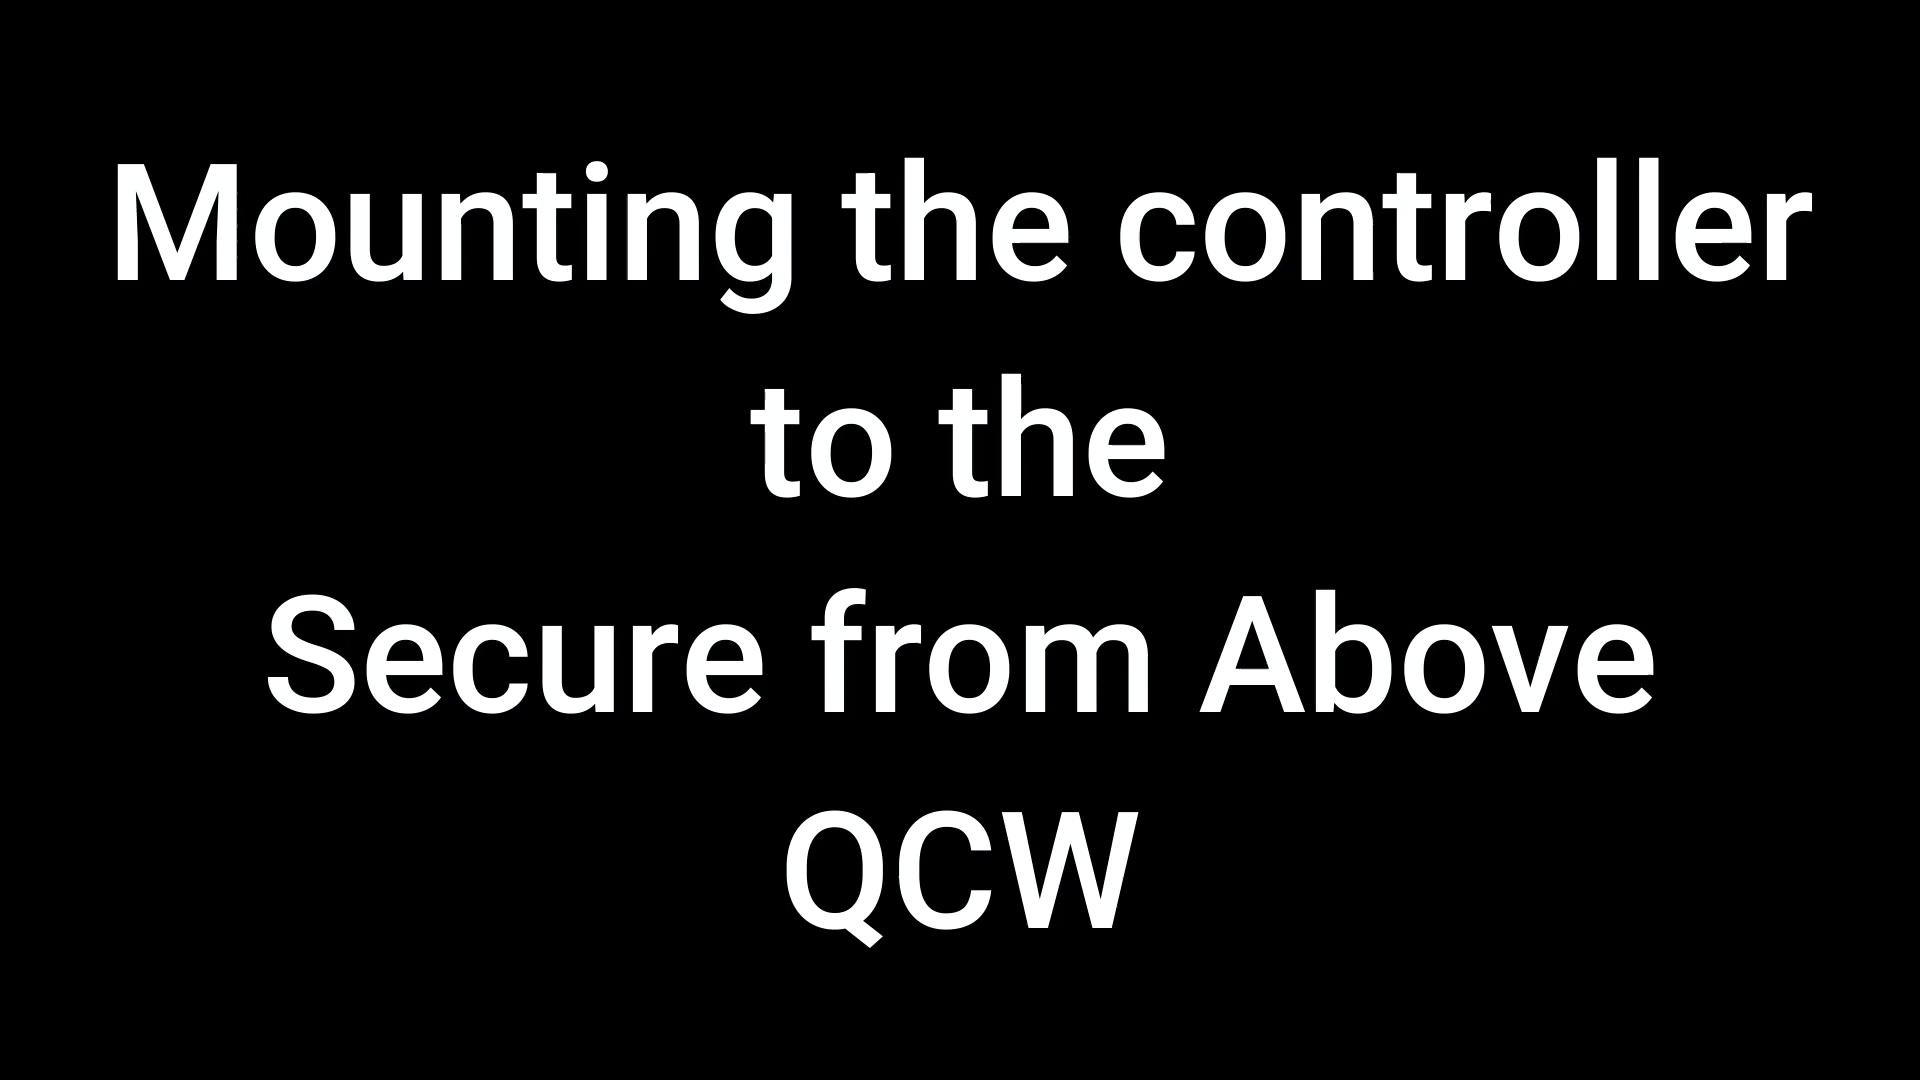 Mounting the controller
to the
Secure from Above
QCW